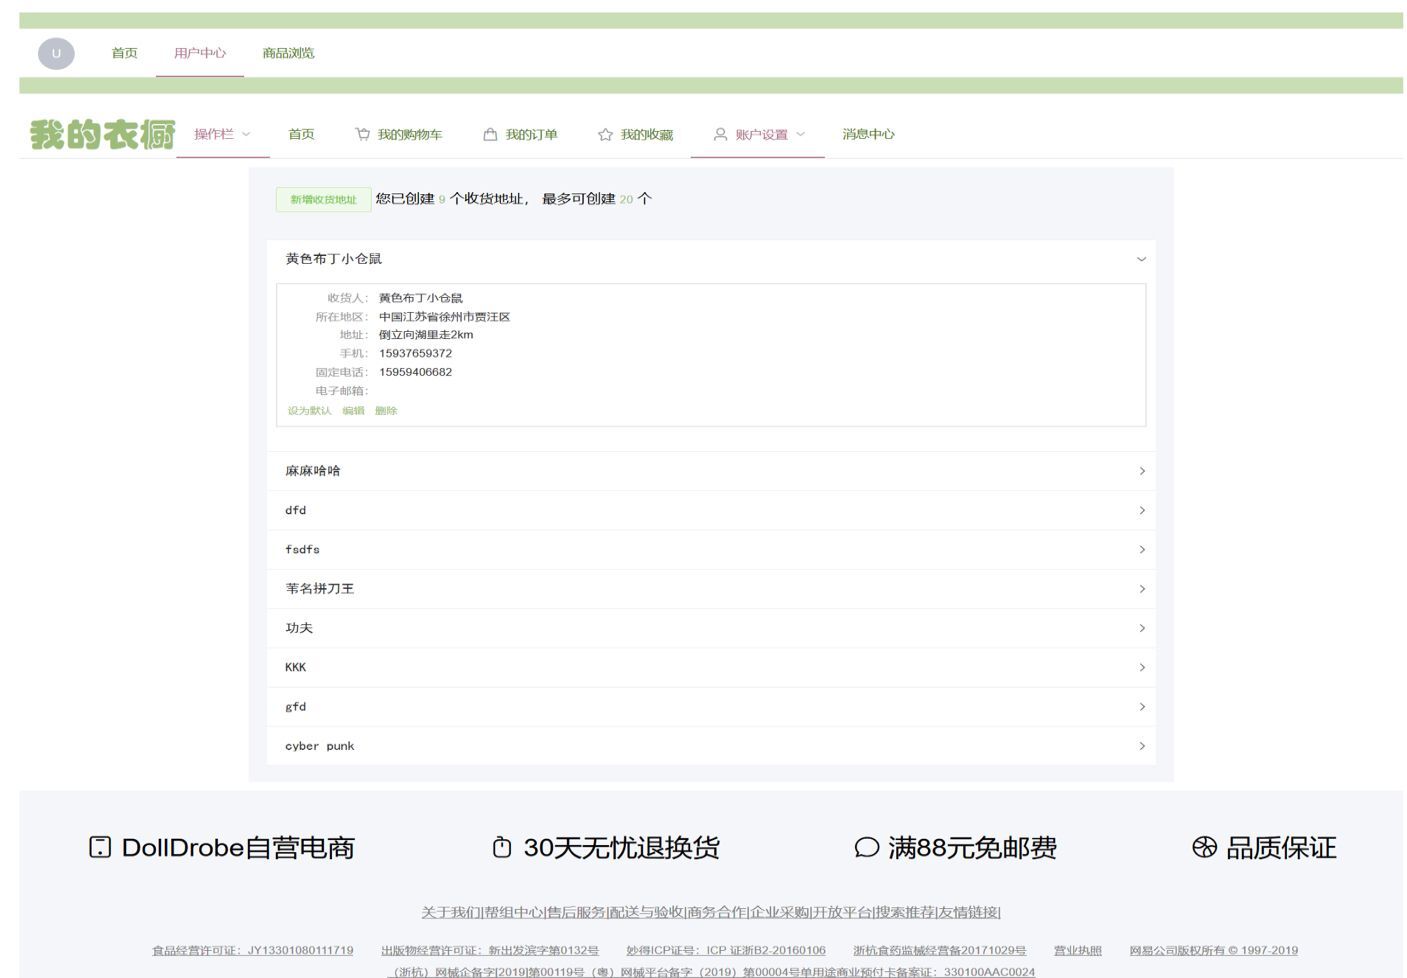 U 首页 用户中心 商品浏览
我的衣橱 操作栏 首页 我的购物车 我的订单 我的收藏 账户设置 消息中心
新增收货地址 您已创建 9 个收货地址， 最多可创建 20 个
黄色布丁小仓鼠
收货人： 黄色布丁小仓鼠
所在地区： 中国江苏省徐州市贾汪区
地址： 倒立向湖里走2km
手机： 15937659372
固定电话： 15959406682
电子邮箱：
设为默认 编辑 删除
麻麻哈哈
dfd
fsdfs
苇名拼刀王
功夫
KKK
gfd
cyber punk
DollDrobe自营电商 30天无忧退换货 满88元免邮费 品质保证
关于我们|帮组中心|售后服务|配送与验收|商务合作|企业采购|开放平台|搜索推荐|友情链接|
食品经营许可证：JY13301080111719 出版物经营许可证：新出发滨字第0132号 妙得ICP证号：ICP 证浙B2-20160106 浙杭食药监械经营备20171029号 营业执照 网易公司版权所有 © 1997-2019
（浙杭）网械企备字[2019]第00119号（粤）网械平台备字（2019）第00004号单用途商业预付卡备案证：330100AAC0024